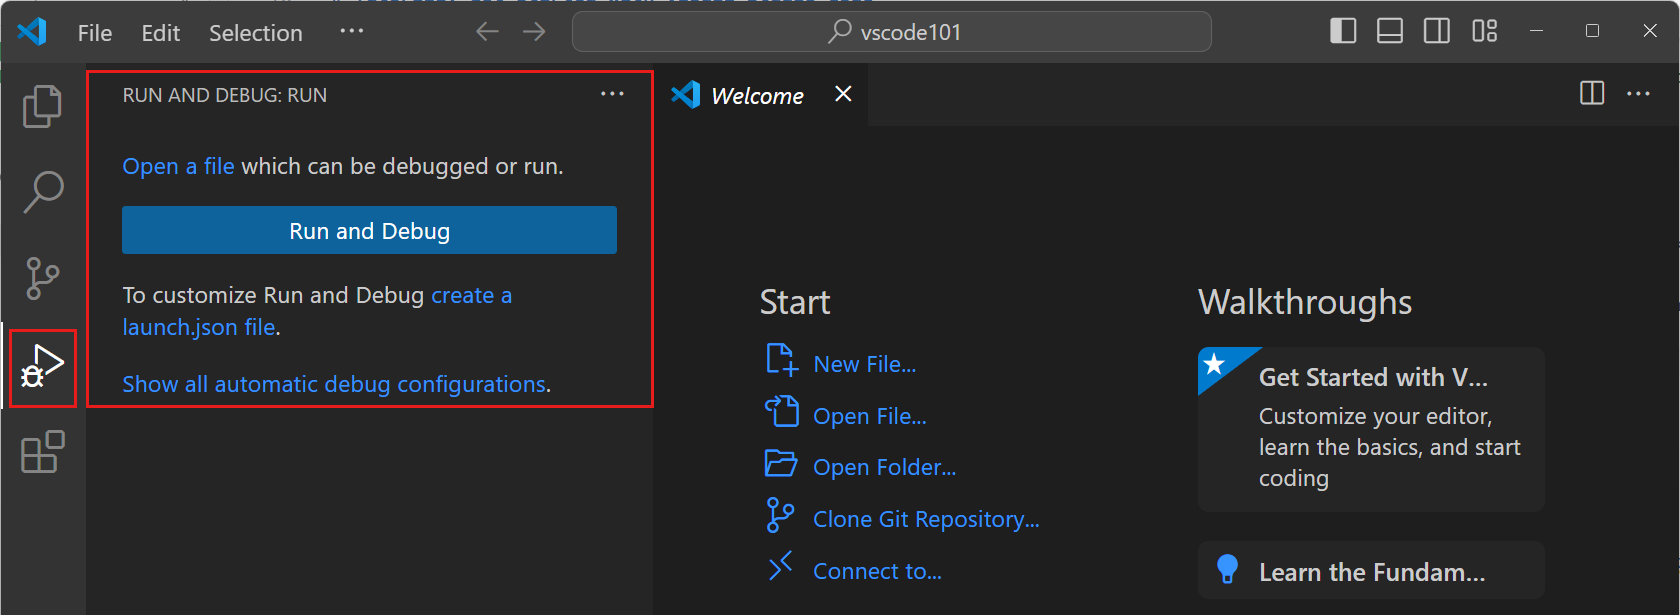 File Edit Selection ···
vscode101
RUN AND DEBUG: RUN ···
Welcome
Open a file which can be debugged or run.
Run and Debug
To customize Run and Debug create a
launch.json file.
Show all automatic debug configurations.
Start
New File...
Open File...
Open Folder...
Clone Git Repository...
Connect to...
Walkthroughs
Get Started with V...
Customize your editor,
learn the basics, and start
coding
Learn the Fundam...